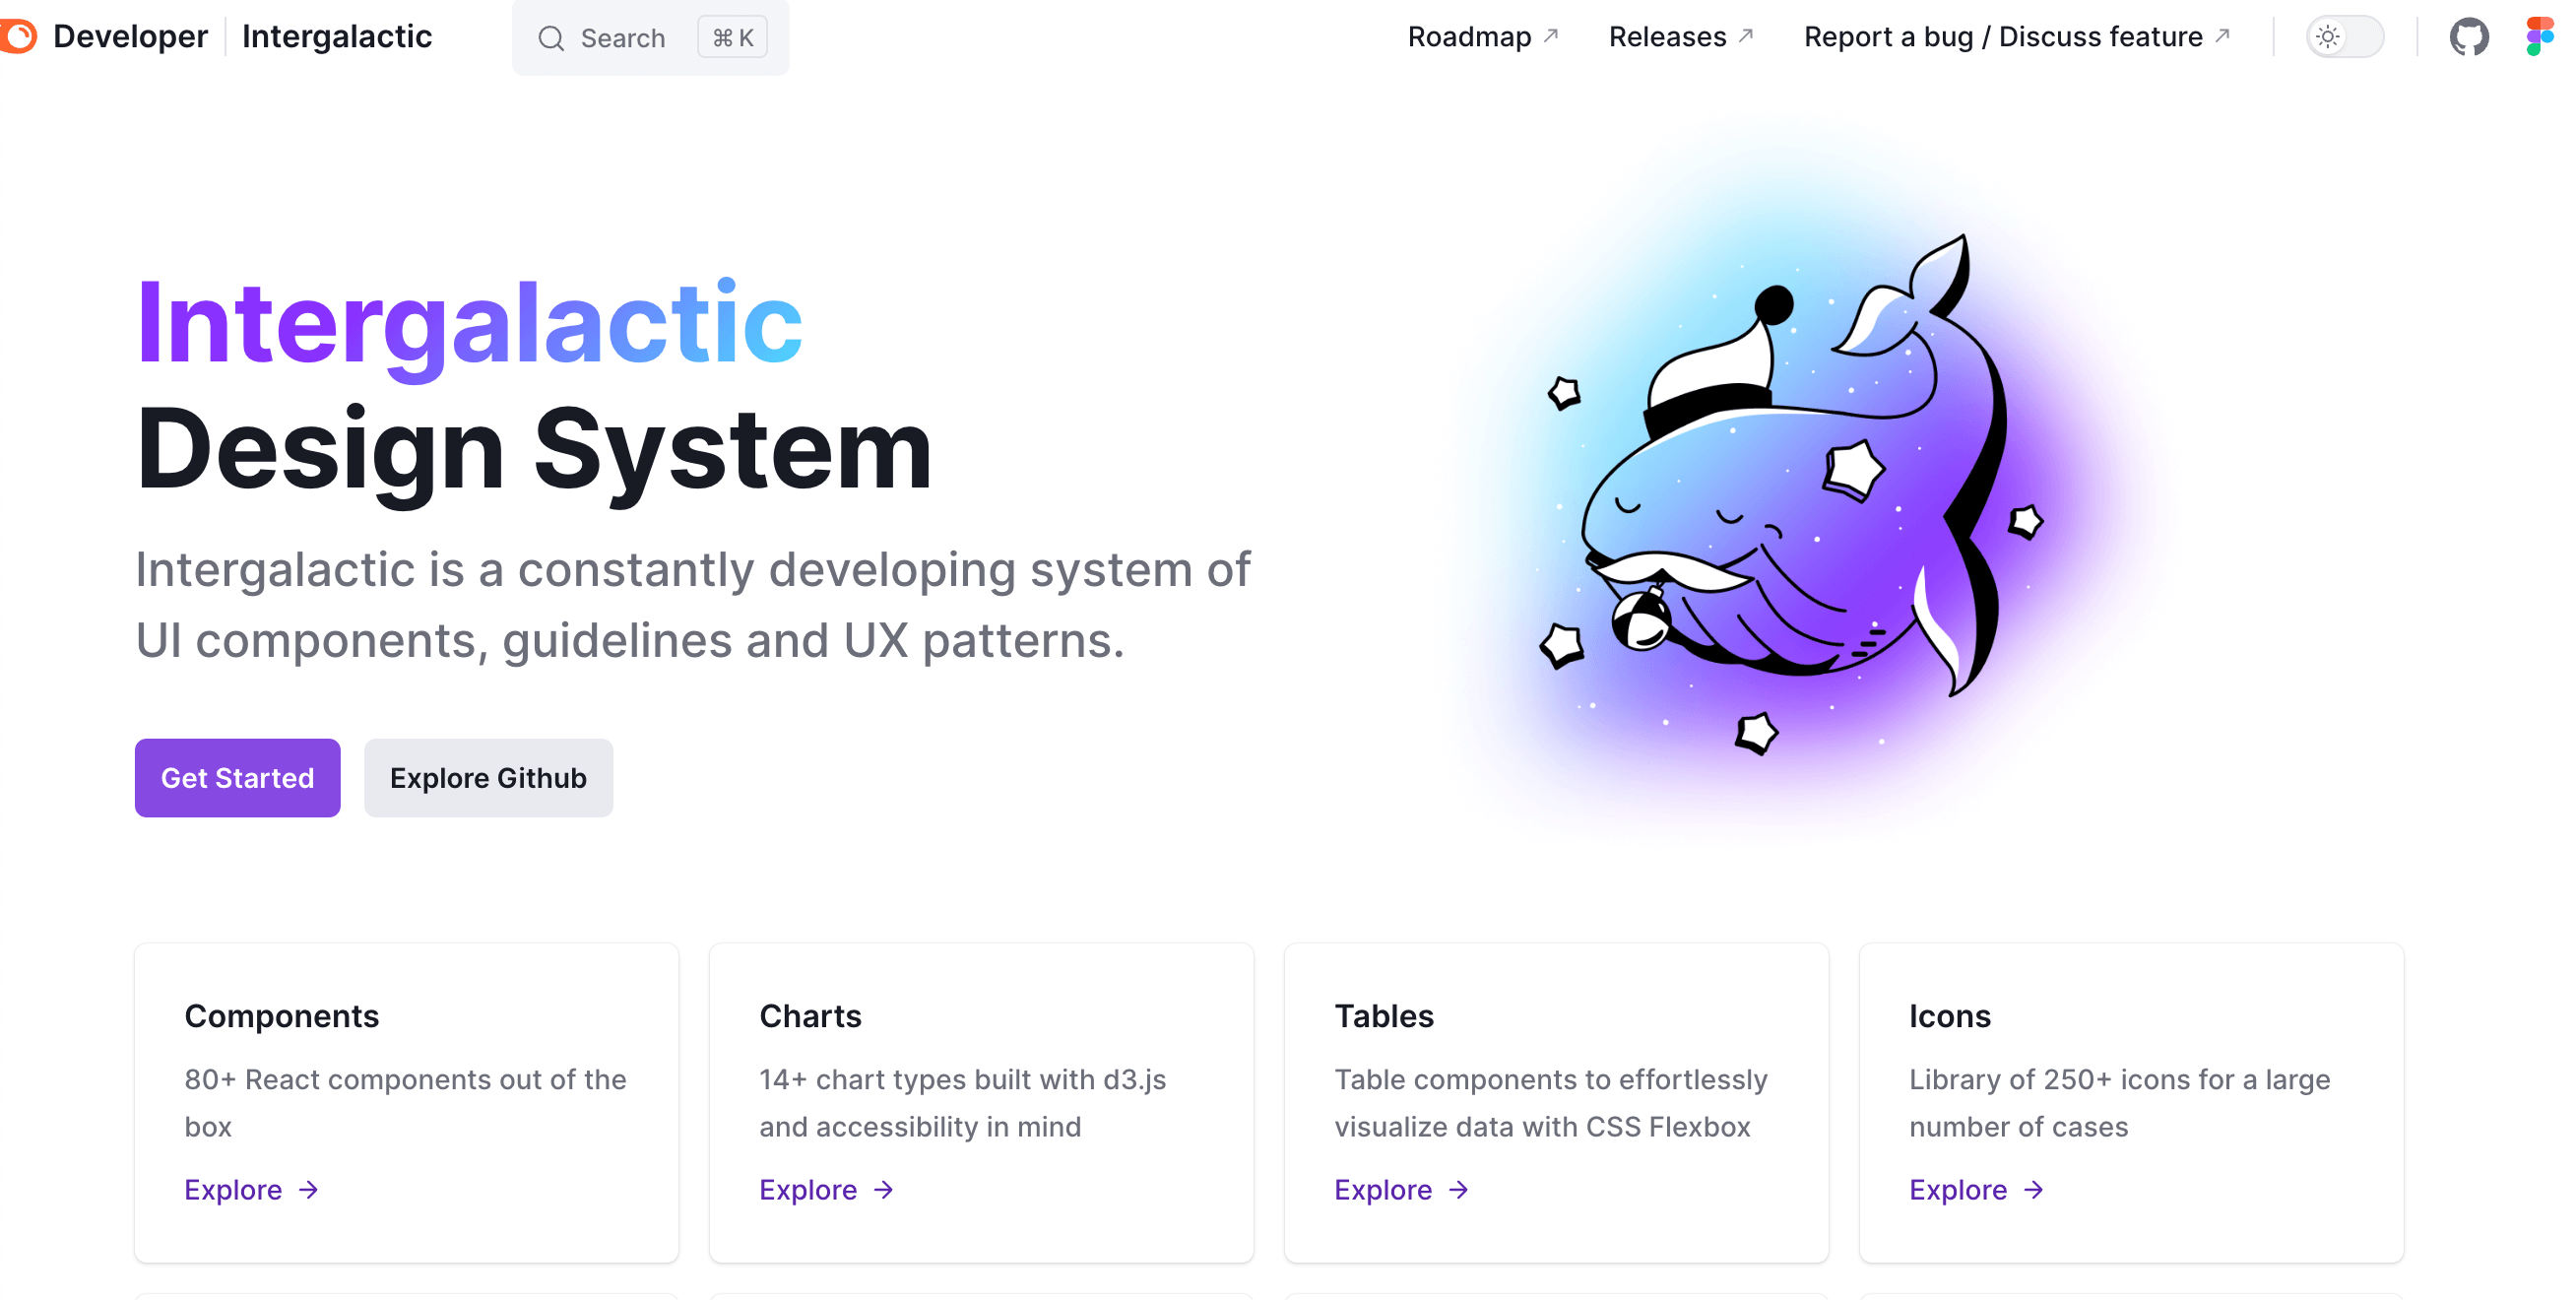 Developer Intergalactic Search ⌘ K Roadmap ↗ Releases ↗ Report a bug / Discuss feature ↗
Intergalactic
Design System
Intergalactic is a constantly developing system of
UI components, guidelines and UX patterns.
Get Started Explore Github
Components
80+ React components out of the
box
Explore →
Charts
14+ chart types built with d3.js
and accessibility in mind
Explore →
Tables
Table components to effortlessly
visualize data with CSS Flexbox
Explore →
Icons
Library of 250+ icons for a large
number of cases
Explore →